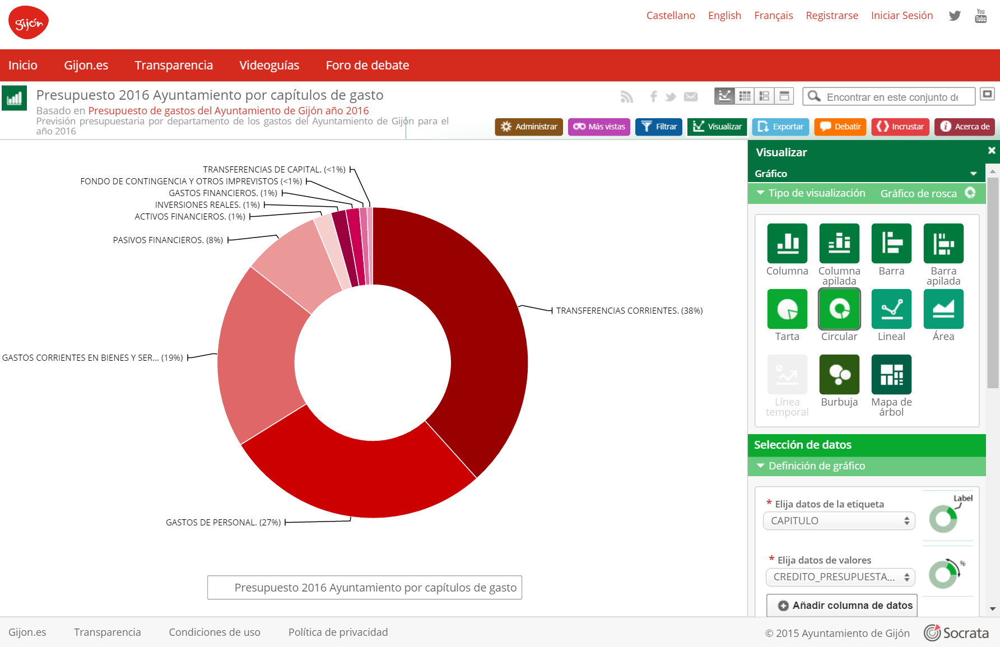 gijón
Castellano English Français Registrarse Iniciar Sesión
You
Tube
Inicio Gijon.es Transparencia Videoguías Foro de debate
Presupuesto 2016 Ayuntamiento por capítulos de gasto
Basado en Presupuesto de gastos del Ayuntamiento de Gijón año 2016
Previsión presupuestaria por departamento de los gastos del Ayuntamiento de Gijón para el
año 2016
Encontrar en este conjunto de
Administrar Más vistas Filtrar Visualizar Exportar Debatir Incrustar Acerca de
TRANSFERENCIAS DE CAPITAL. (<1%)
FONDO DE CONTINGENCIA Y OTROS IMPREVISTOS (<1%)
GASTOS FINANCIEROS. (1%)
INVERSIONES REALES. (1%)
ACTIVOS FINANCIEROS. (1%)
PASIVOS FINANCIEROS. (8%)
TRANSFERENCIAS CORRIENTES. (38%)
GASTOS CORRIENTES EN BIENES Y SER... (19%)
GASTOS DE PERSONAL. (27%)
Presupuesto 2016 Ayuntamiento por capítulos de gasto
Visualizar
Gráfico
Tipo de visualización Gráfico de rosca
Columna Columna apilada Barra Barra apilada
Tarta Circular Lineal Área
Línea temporal Burbuja Mapa de árbol
Selección de datos
Definición de gráfico
* Elija datos de la etiqueta
Label
CAPITULO
* Elija datos de valores
%
CREDITO_PRESUPUESTA...
Añadir columna de datos
Gijon.es Transparencia Condiciones de uso Política de privacidad
© 2015 Ayuntamiento de Gijón Socrata